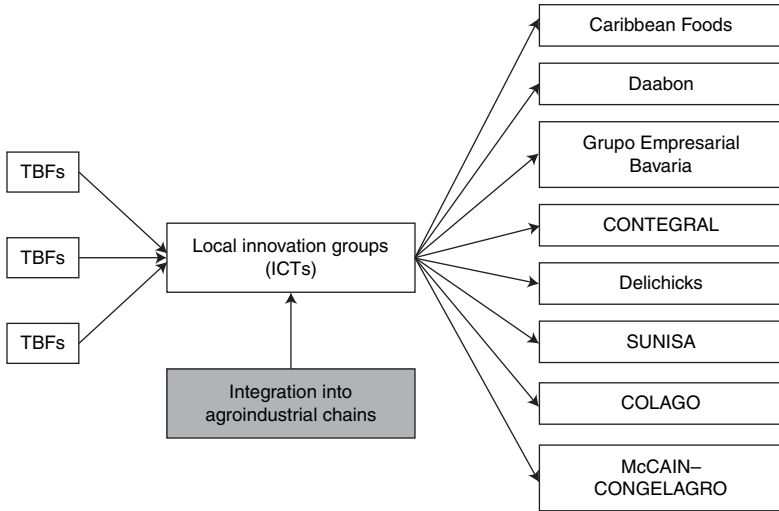 TBFs
TBFs
TBFs
Local innovation groups
(ICTs)
Integration into
agroindustrial chains
Caribbean Foods
Daabon
Grupo Empresarial
Bavaria
CONTEGRAL
Delichicks
SUNISA
COLAGO
McCAIN–
CONGELAGRO